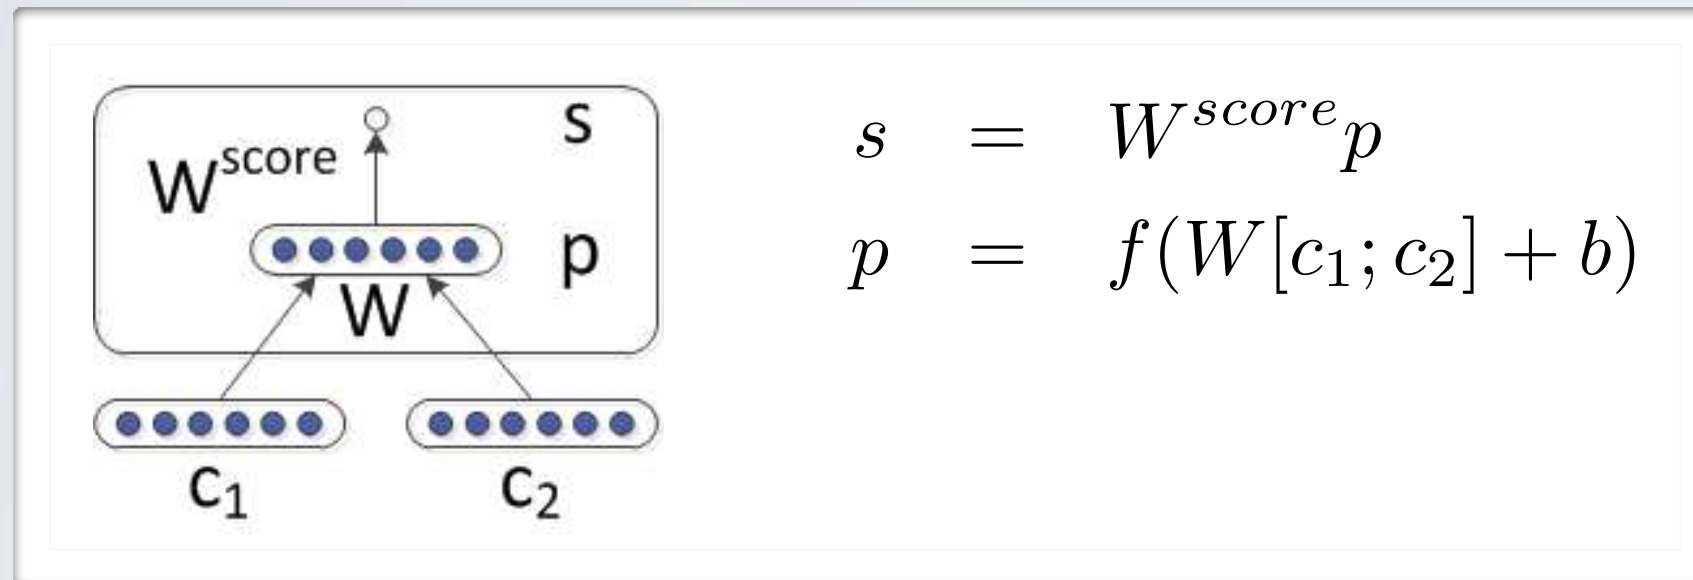 s
W^score
p
W
c₁ c₂
s = W^score p
p = f(W[c₁; c₂] + b)